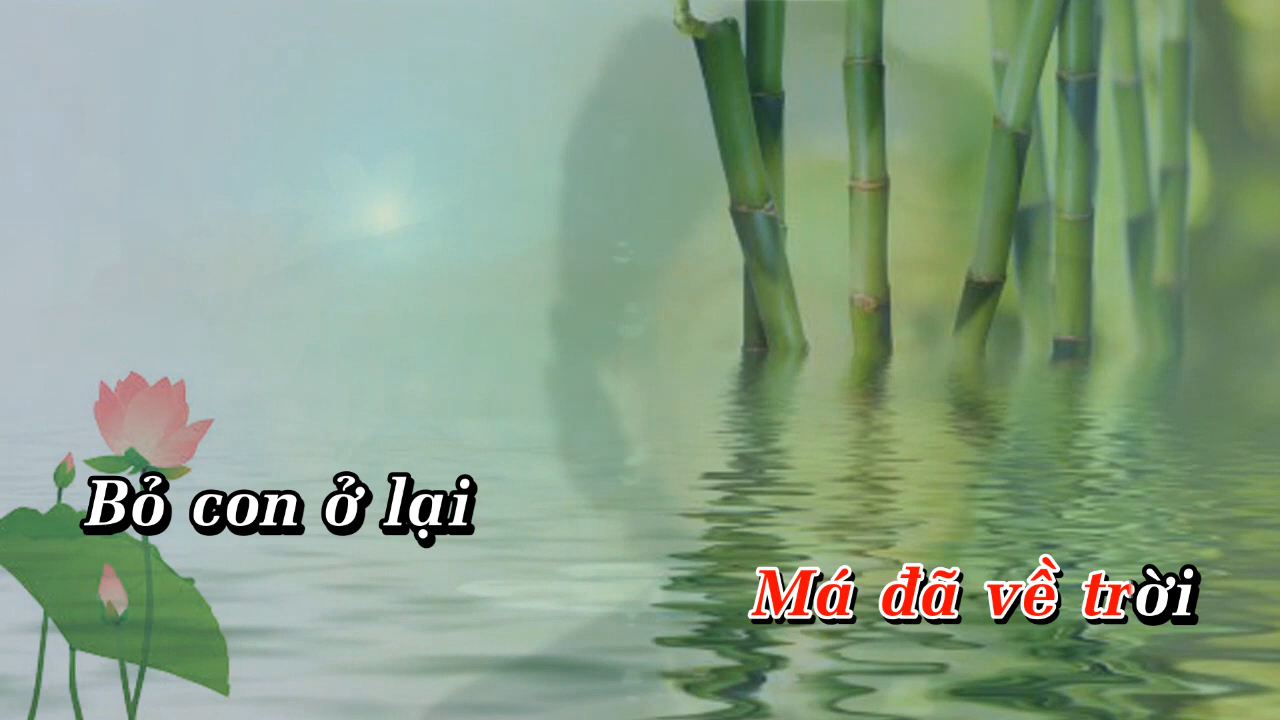 Bỏ con ở lại
Má đã về trời